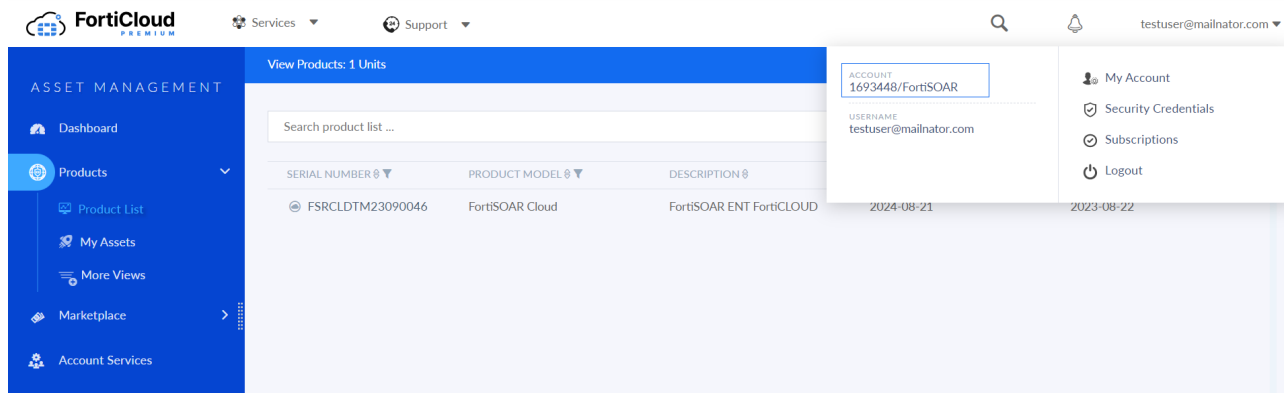 FortiCloud
PREMIUM
Services
24
Support
testuser@mailnator.com
ASSET MANAGEMENT
Dashboard
Products
Product List
My Assets
More Views
Marketplace
Account Services
View Products: 1 Units
Search product list ...
SERIAL NUMBER PRODUCT MODEL DESCRIPTION
FSRCLDTM23090046 FortiSOAR Cloud FortiSOAR ENT FortiCLOUD 2024-08-21 2023-08-22
ACCOUNT
1693448/FortiSOAR
USERNAME
testuser@mailnator.com
My Account
Security Credentials
Subscriptions
Logout